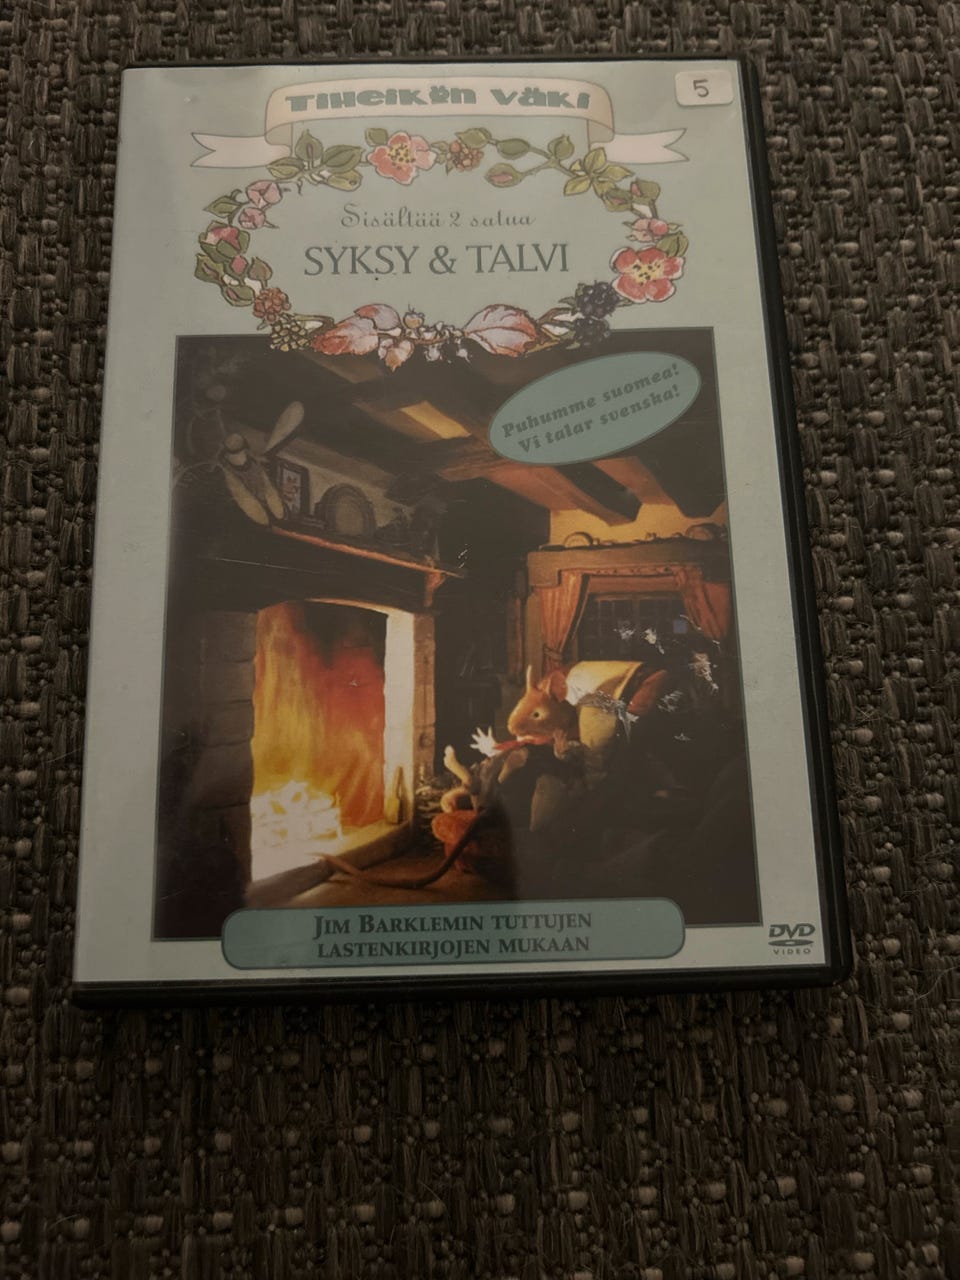 Tiheikön väki
5
Sisältää 2 satua
SYKSY & TALVI
Puhumme suomea!
Vi talar svenska!
JIM BARKLEMIN TUTTUJEN
LASTENKIRJOJEN MUKAAN
DVD
VIDEO